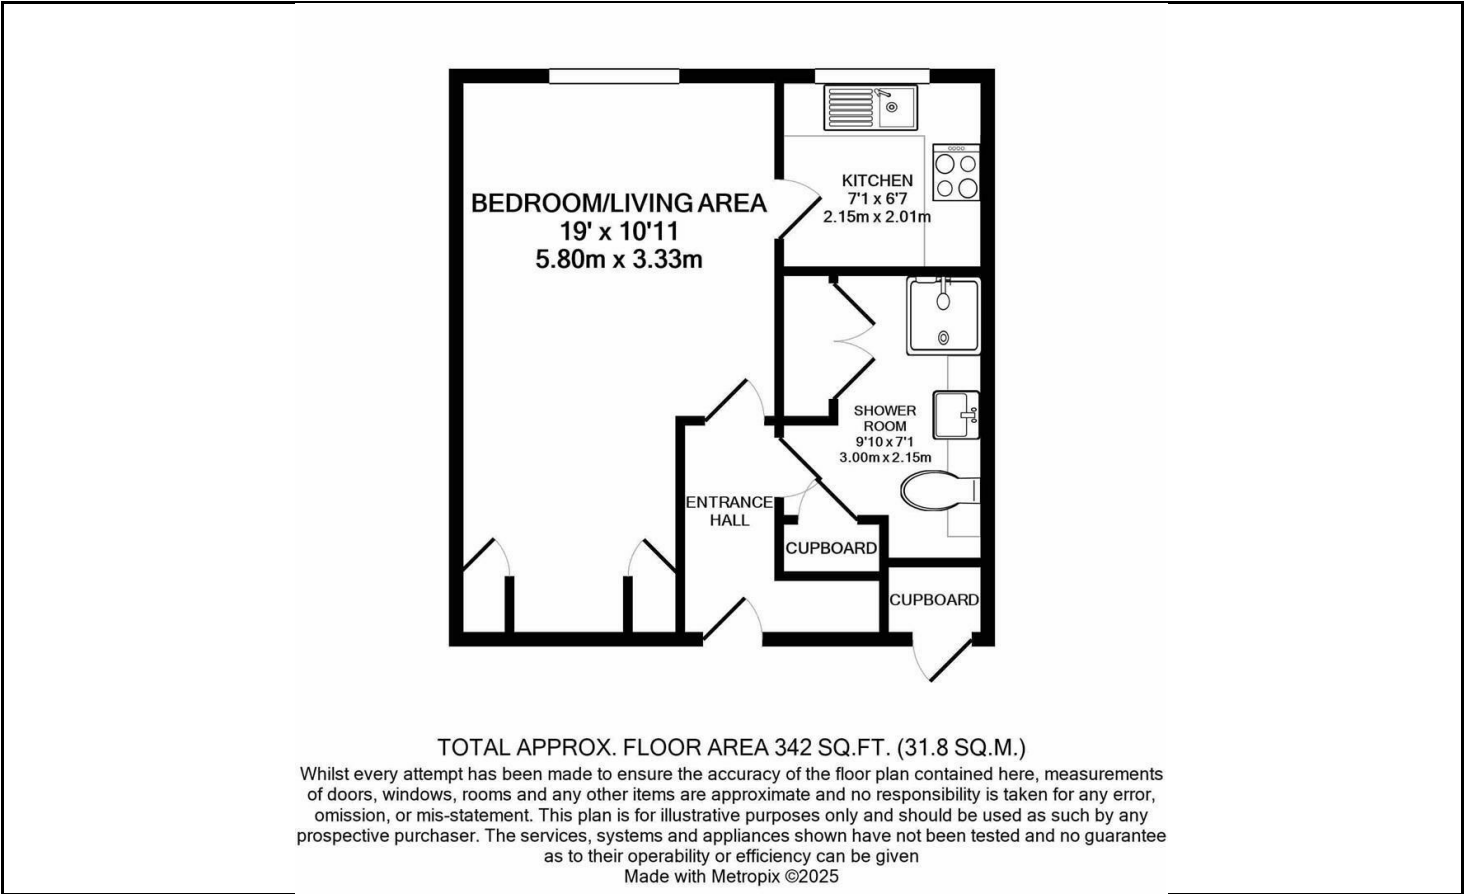 BEDROOM/LIVING AREA
19' x 10'11
5.80m x 3.33m
KITCHEN
7'1 x 6'7
2.15m x 2.01m
SHOWER
ROOM
9'10 x 7'1
3.00m x 2.15m
ENTRANCE
HALL
CUPBOARD
CUPBOARD
TOTAL APPROX. FLOOR AREA 342 SQ.FT. (31.8 SQ.M.)
Whilst every attempt has been made to ensure the accuracy of the floor plan contained here, measurements
of doors, windows, rooms and any other items are approximate and no responsibility is taken for any error,
omission, or mis-statement. This plan is for illustrative purposes only and should be used as such by any
prospective purchaser. The services, systems and appliances shown have not been tested and no guarantee
as to their operability or efficiency can be given
Made with Metropix ©2025